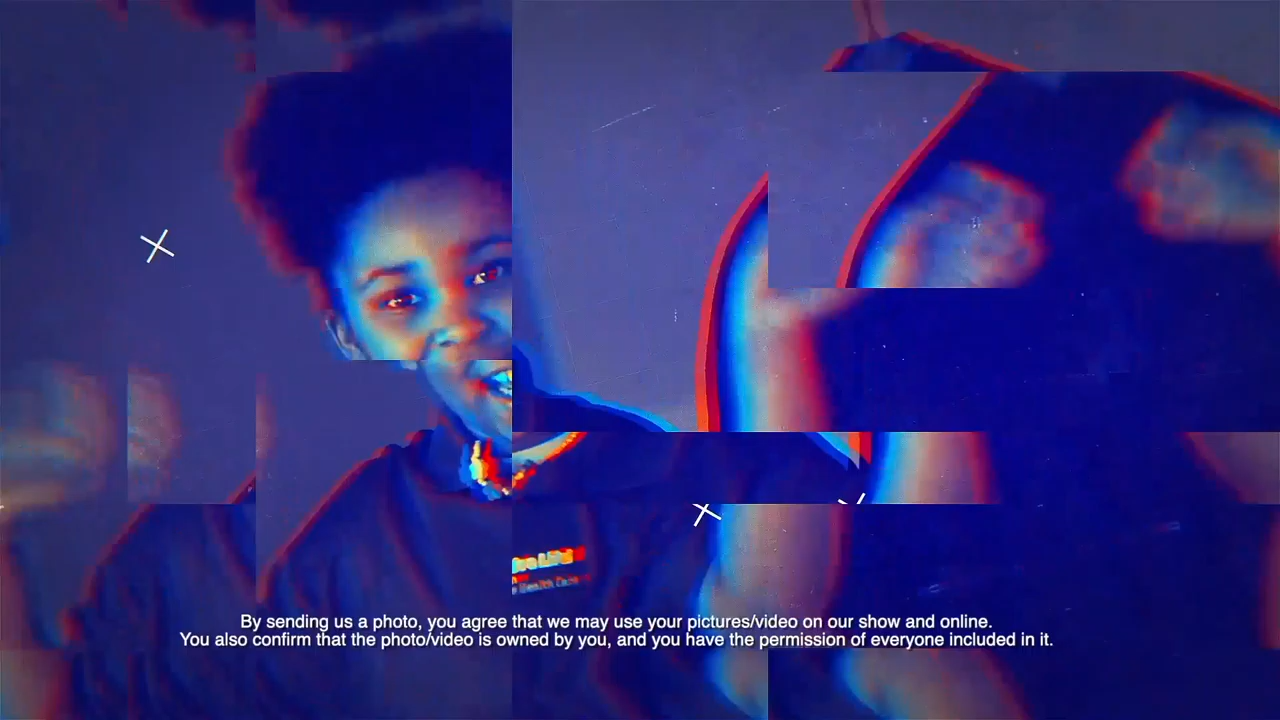 Health Care
By sending us a photo, you agree that we may use your pictures/video on our show and online.
You also confirm that the photo/video is owned by you, and you have the permission of everyone included in it.